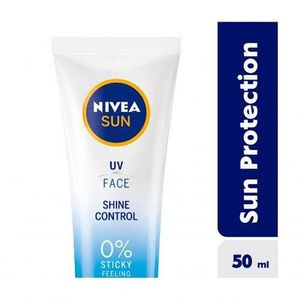 NIVEA
SUN
UV
FACE
SHINE
CONTROL
0%
STICKY
FEELING
Sun Protection
50 ml